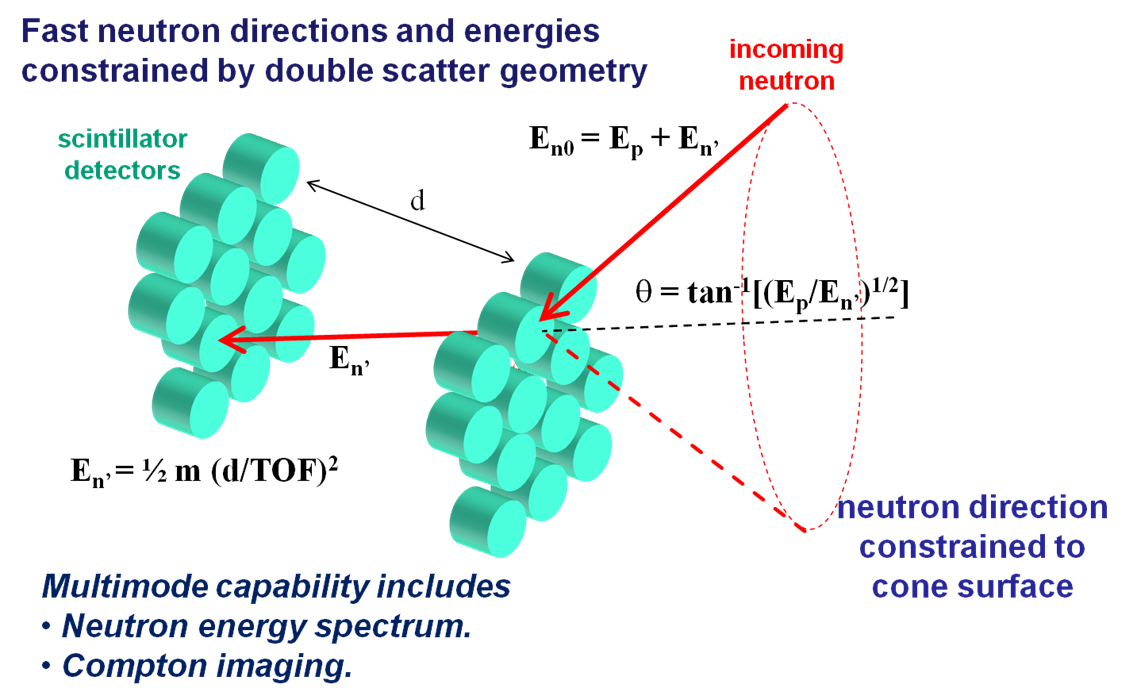 Fast neutron directions and energies
constrained by double scatter geometry
incoming
neutron
scintillator
detectors
Eₙ₀ = Eₚ + Eₙ’
d
θ = tan⁻¹[(Eₚ/Eₙ’)¹ᐟ²]
Eₙ’
Eₙ’ = ½ m (d/TOF)²
neutron direction
constrained to
cone surface
Multimode capability includes
• Neutron energy spectrum.
• Compton imaging.